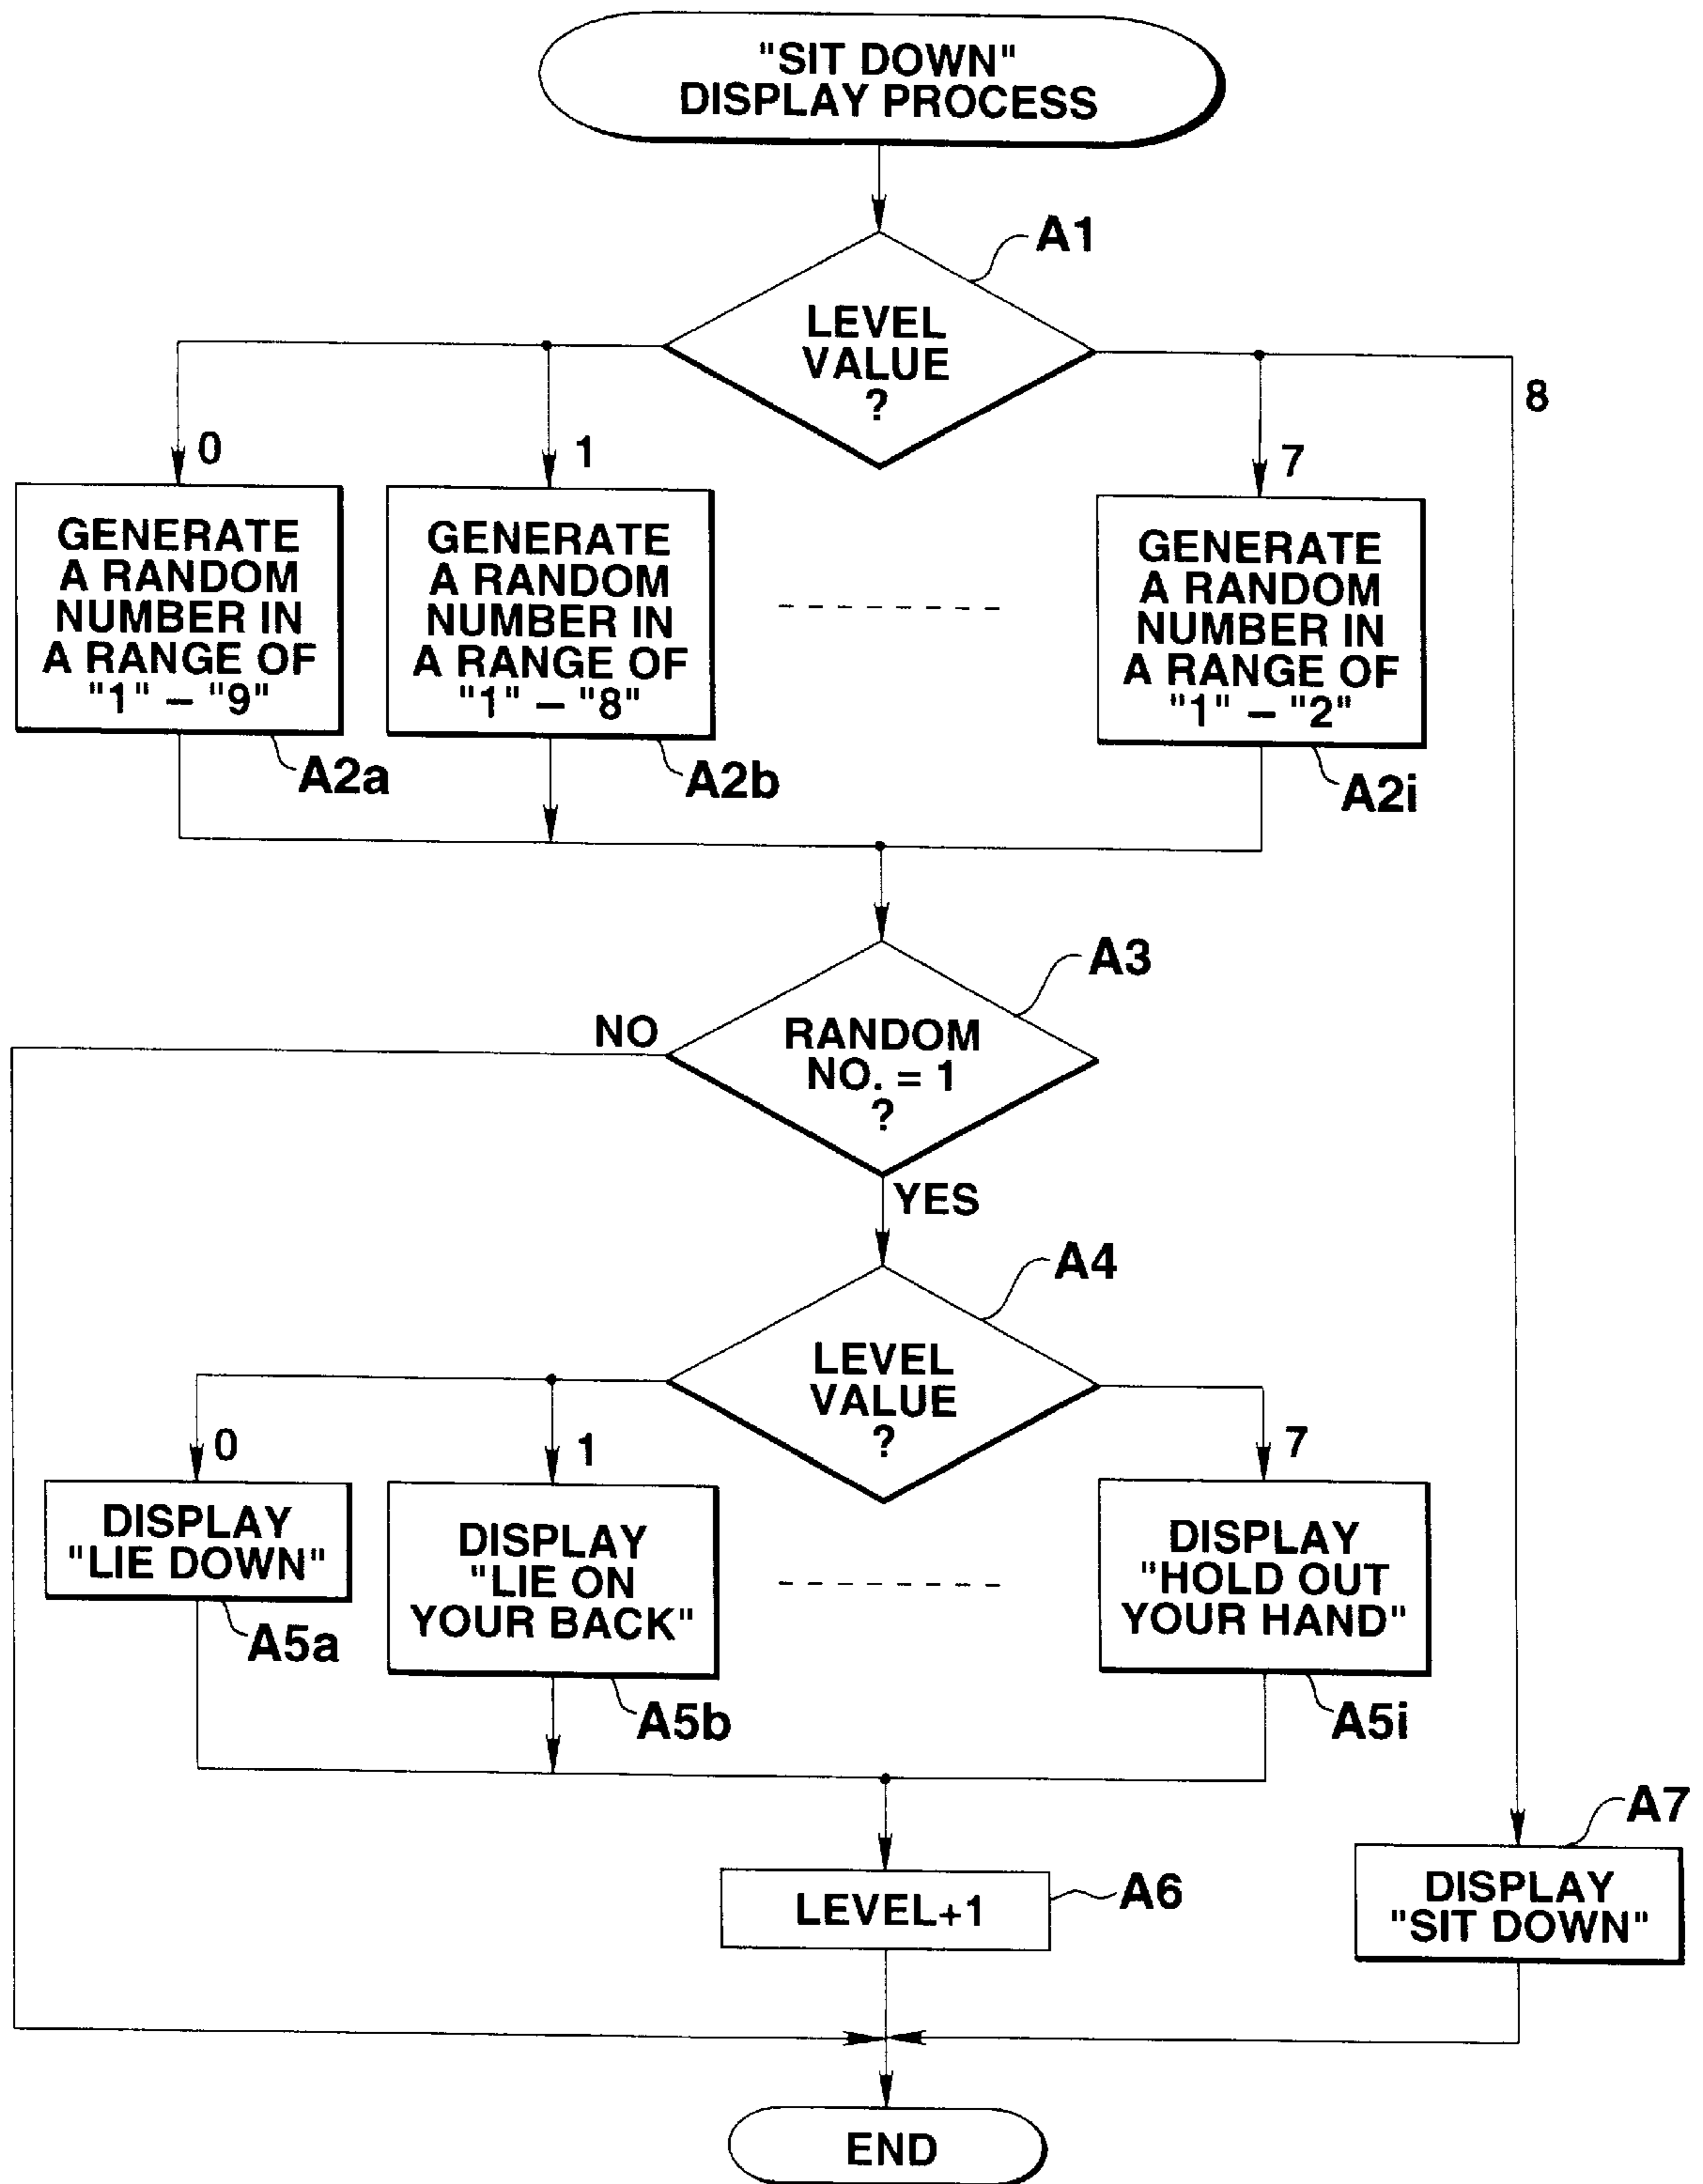 "SIT DOWN"
DISPLAY PROCESS
A1
LEVEL
VALUE
?
0
1
7
8
GENERATE
A RANDOM
NUMBER IN
A RANGE OF
"1" – "9"
A2a
GENERATE
A RANDOM
NUMBER IN
A RANGE OF
"1" – "8"
A2b
GENERATE
A RANDOM
NUMBER IN
A RANGE OF
"1" – "2"
A2i
A3
NO
RANDOM
NO. = 1
?
YES
A4
LEVEL
VALUE
?
0
1
7
DISPLAY
"LIE DOWN"
A5a
DISPLAY
"LIE ON
YOUR BACK"
A5b
DISPLAY
"HOLD OUT
YOUR HAND"
A5i
LEVEL+1
A6
A7
DISPLAY
"SIT DOWN"
END